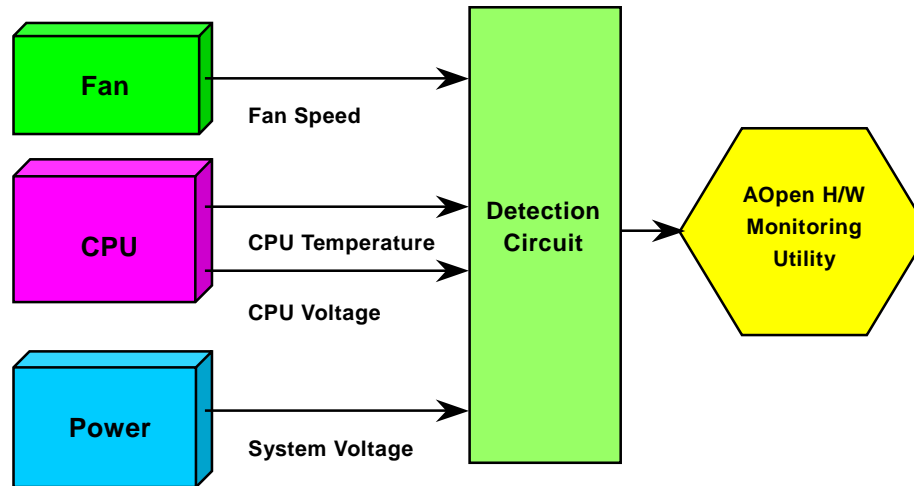 Fan
Fan Speed
CPU
CPU Temperature
CPU Voltage
Power
System Voltage
Detection
Circuit
AOpen H/W
Monitoring
Utility